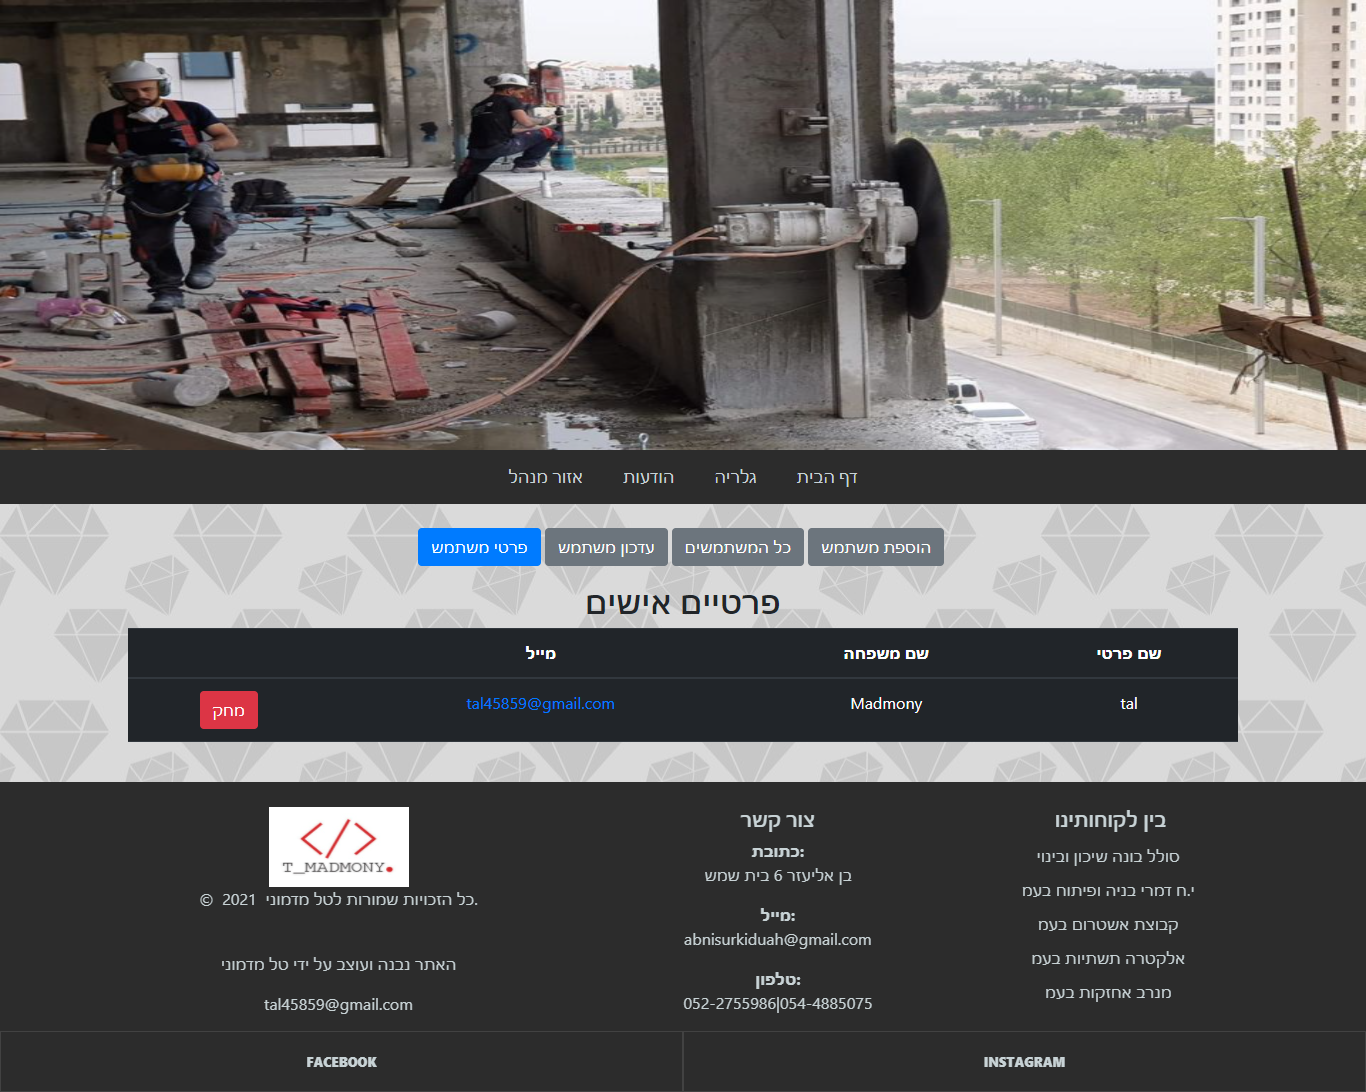 דף הבית
גלריה
הודעות
אזור מנהל
הוספת משתמש
כל המשתמשים
עדכון משתמש
פרטי משתמש
פרטיים אישים
שם פרטי
שם משפחה
מייל
tal
Madmony
tal45859@gmail.com
מחק
בין לקוחותינו
סולל בונה שיכון ובינוי
י.ח דמרי בניה ופיתוח בעמ
קבוצת אשטרום בעמ
אלקטרה תשתיות בעמ
מנרב אחזקות בעמ
צור קשר
כתובת:
בן אליעזר 6 בית שמש
מייל:
abnisurkiduah@gmail.com
טלפון:
052-2755986|054-4885075
</>
T_MADMONY.
© 2021 כל הזכויות שמורות לטל מדמוני.
האתר נבנה ועוצב על ידי טל מדמוני
tal45859@gmail.com
FACEBOOK
INSTAGRAM